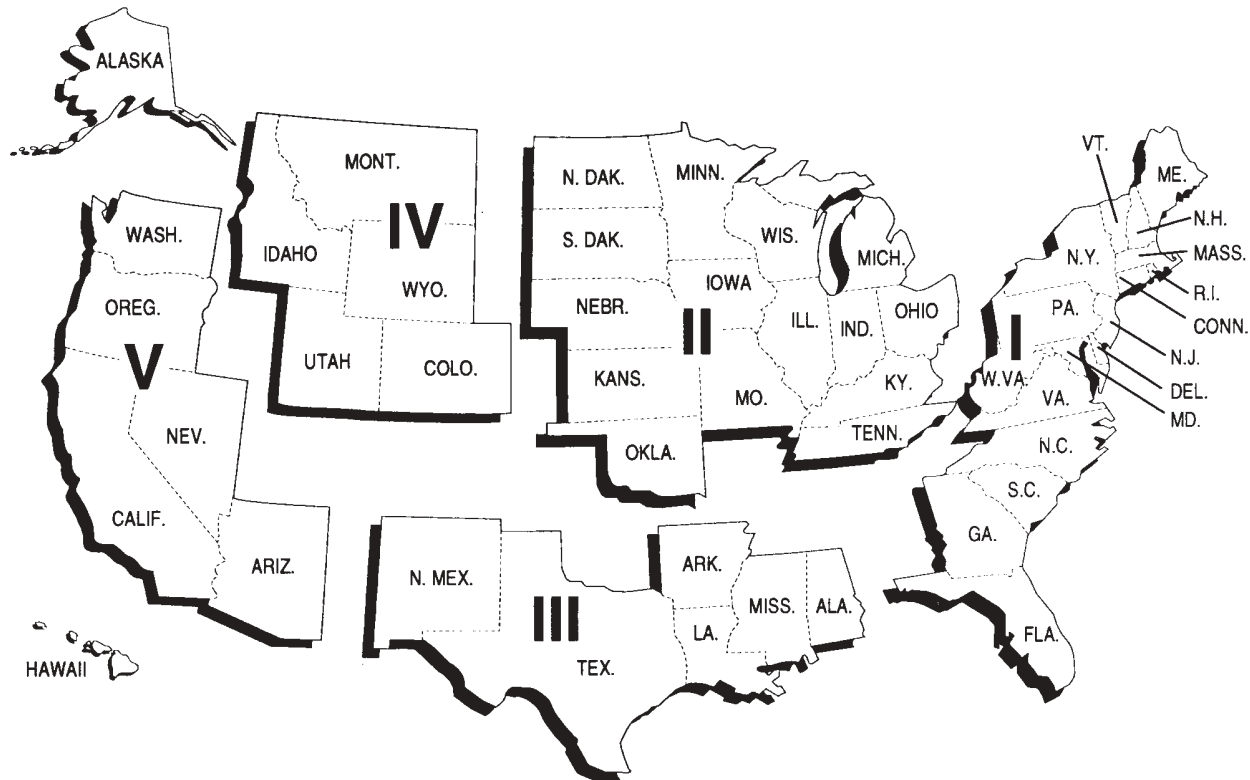 ALASKA
MONT.
IV
IDAHO
WYO.
UTAH
COLO.
WASH.
OREG.
V
NEV.
CALIF.
ARIZ.
HAWAII
N. DAK.
MINN.
S. DAK.
WIS.
MICH.
NEBR.
IOWA
II
ILL.
IND.
OHIO
KANS.
MO.
KY.
OKLA.
TENN.
N. MEX.
III
TEX.
ARK.
LA.
MISS.
ALA.
VT.
ME.
N.H.
MASS.
N.Y.
R.I.
CONN.
PA.
I
N.J.
DEL.
MD.
W.VA.
VA.
N.C.
S.C.
GA.
FLA.